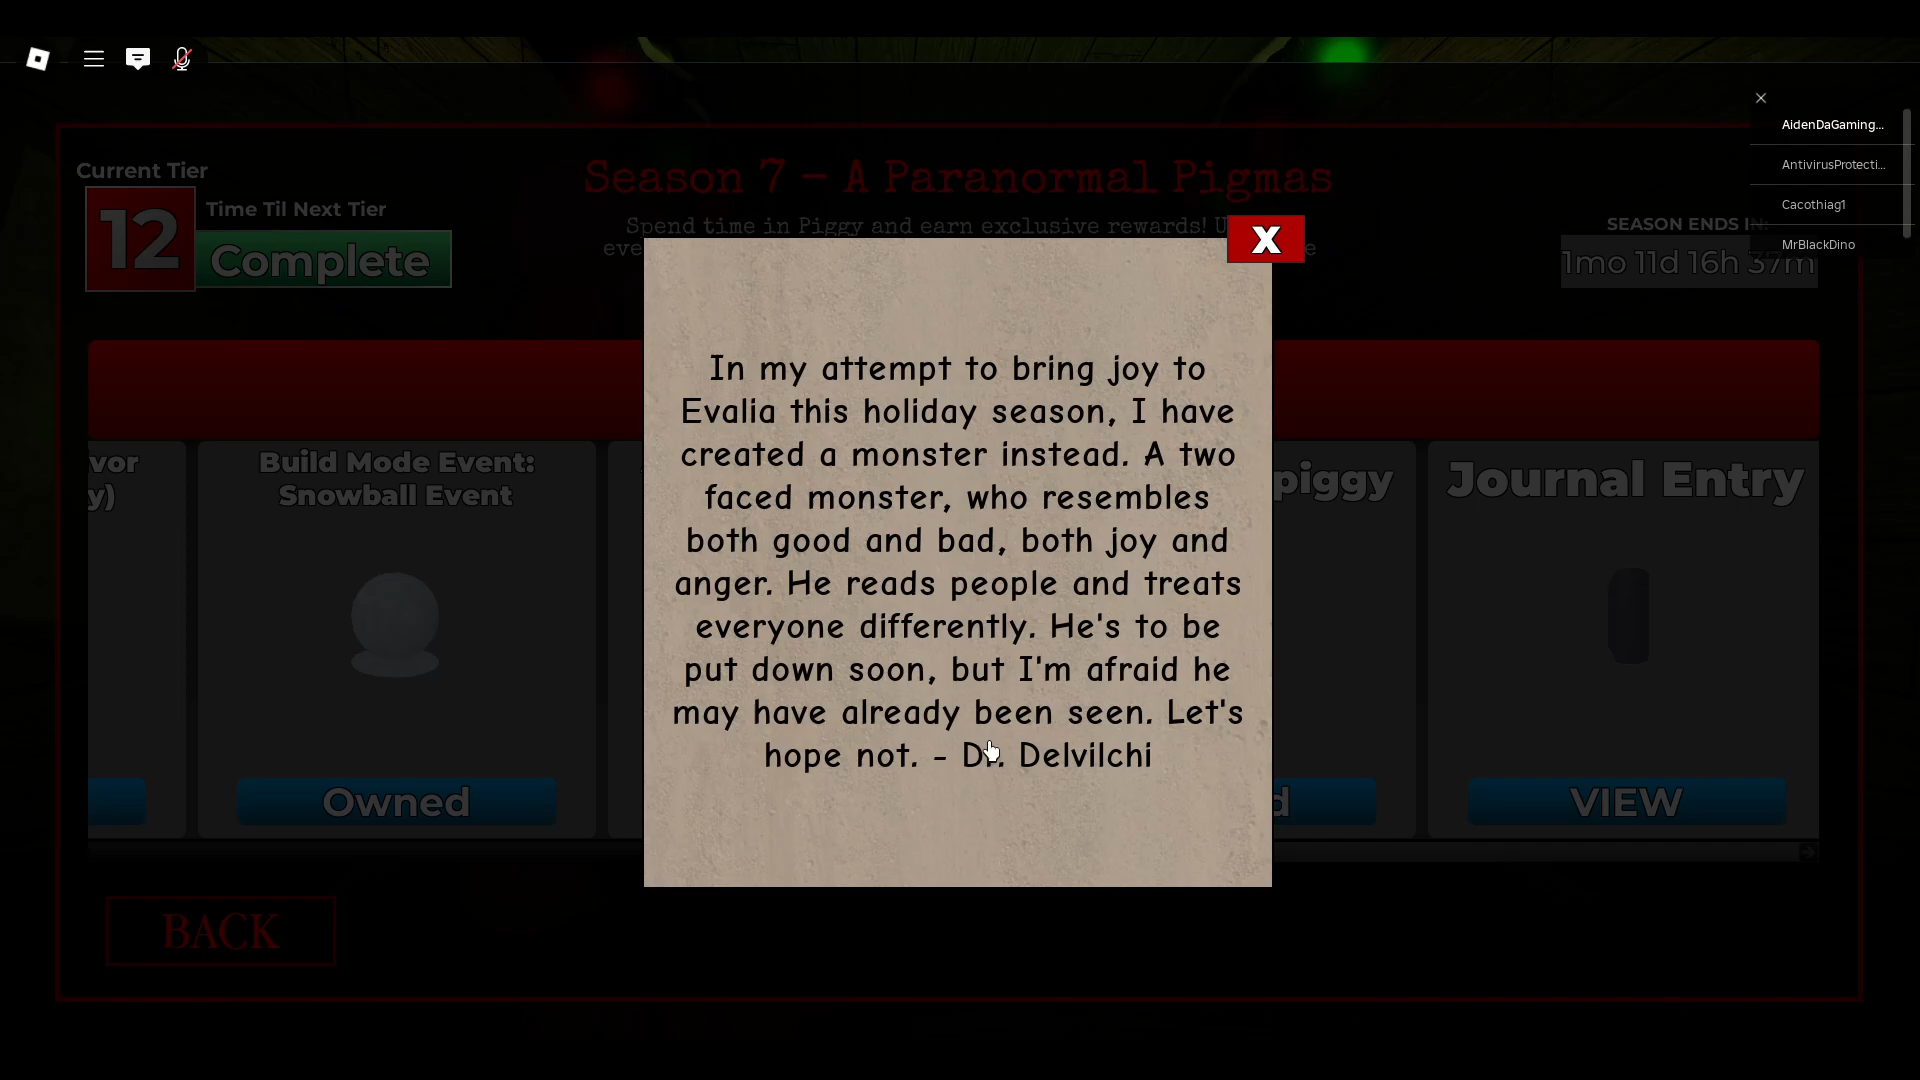 AidenDaGaming...
AntivirusProtecti...
Cacothiag1
MrBlackDino
Current Tier
12
Time Til Next Tier
Complete
Season 7 - A Paranormal Pigmas
Spend time in Piggy and earn exclusive rewards! U
eve
e
SEASON ENDS IN:
1mo 11d 16h 37m
X
In my attempt to bring joy to
Evalia this holiday season, I have
created a monster instead. A two
faced monster, who resembles
both good and bad, both joy and
anger. He reads people and treats
everyone differently. He's to be
put down soon, but I'm afraid he
may have already been seen. Let's
hope not. - Dr. Delvilchi
vor
y)
Build Mode Event:
Snowball Event
Owned
piggy
d
Journal Entry
VIEW
BACK